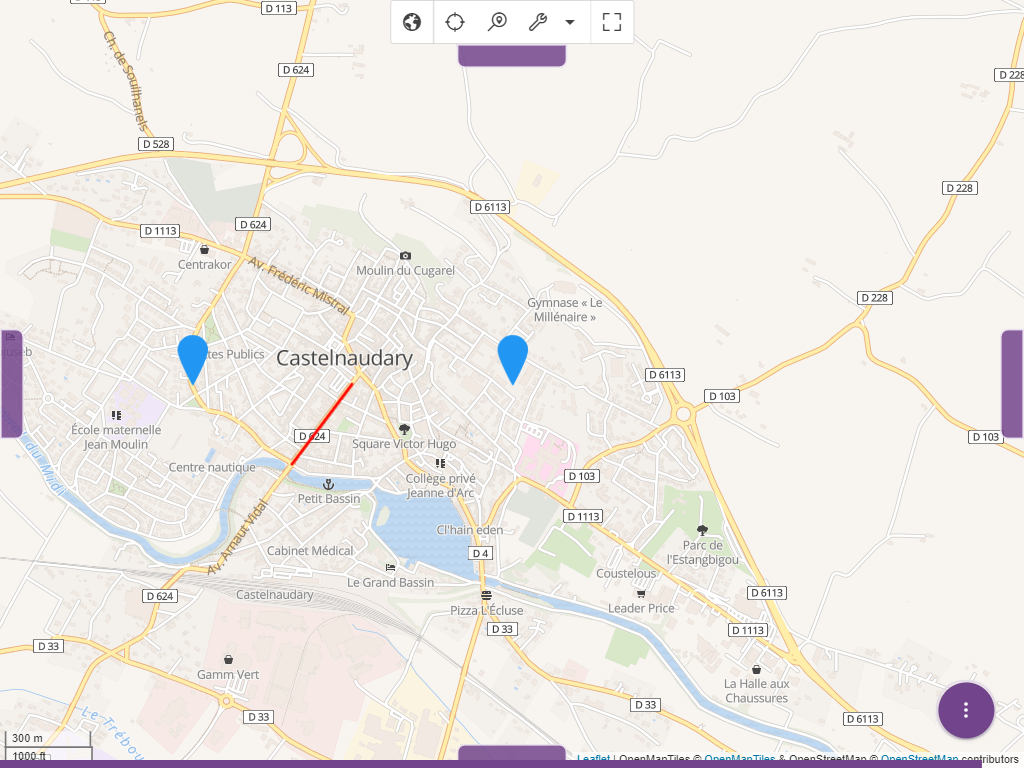 D 113
D 624
Ch. de Souilhanels
D 228
D 528
D 228
D 6113
D 624
D 1113
Centrakor
Av. Frédéric Mistral
Moulin du Cugarel
D 228
Gymnase « Le
Millénaire »
Publics
Castelnaudary
D 6113
D 103
École maternelle
Jean Moulin
D 624
Square Victor Hugo
D 103
Centre nautique
du Midi
Petit Bassin
Collège privé
Jeanne d'Arc
D 103
Av. Arnaut Vidal
D 1113
Cl'hain eden
Cabinet Médical
D 4
Parc de
l'Estangbigou
Le Grand Bassin
Coustelous
D 624
Castelnaudary
D 6113
Pizza L'Écluse
Leader Price
D 33
D 1113
D 33
Gamm Vert
La Halle aux
Chaussures
D 33
D 33
D 6113
Le-Trébou
300 m
1000 ft
Leaflet | OpenMapTiles © OpenMapTiles & OpenStreetMap © OpenStreetMap contributors